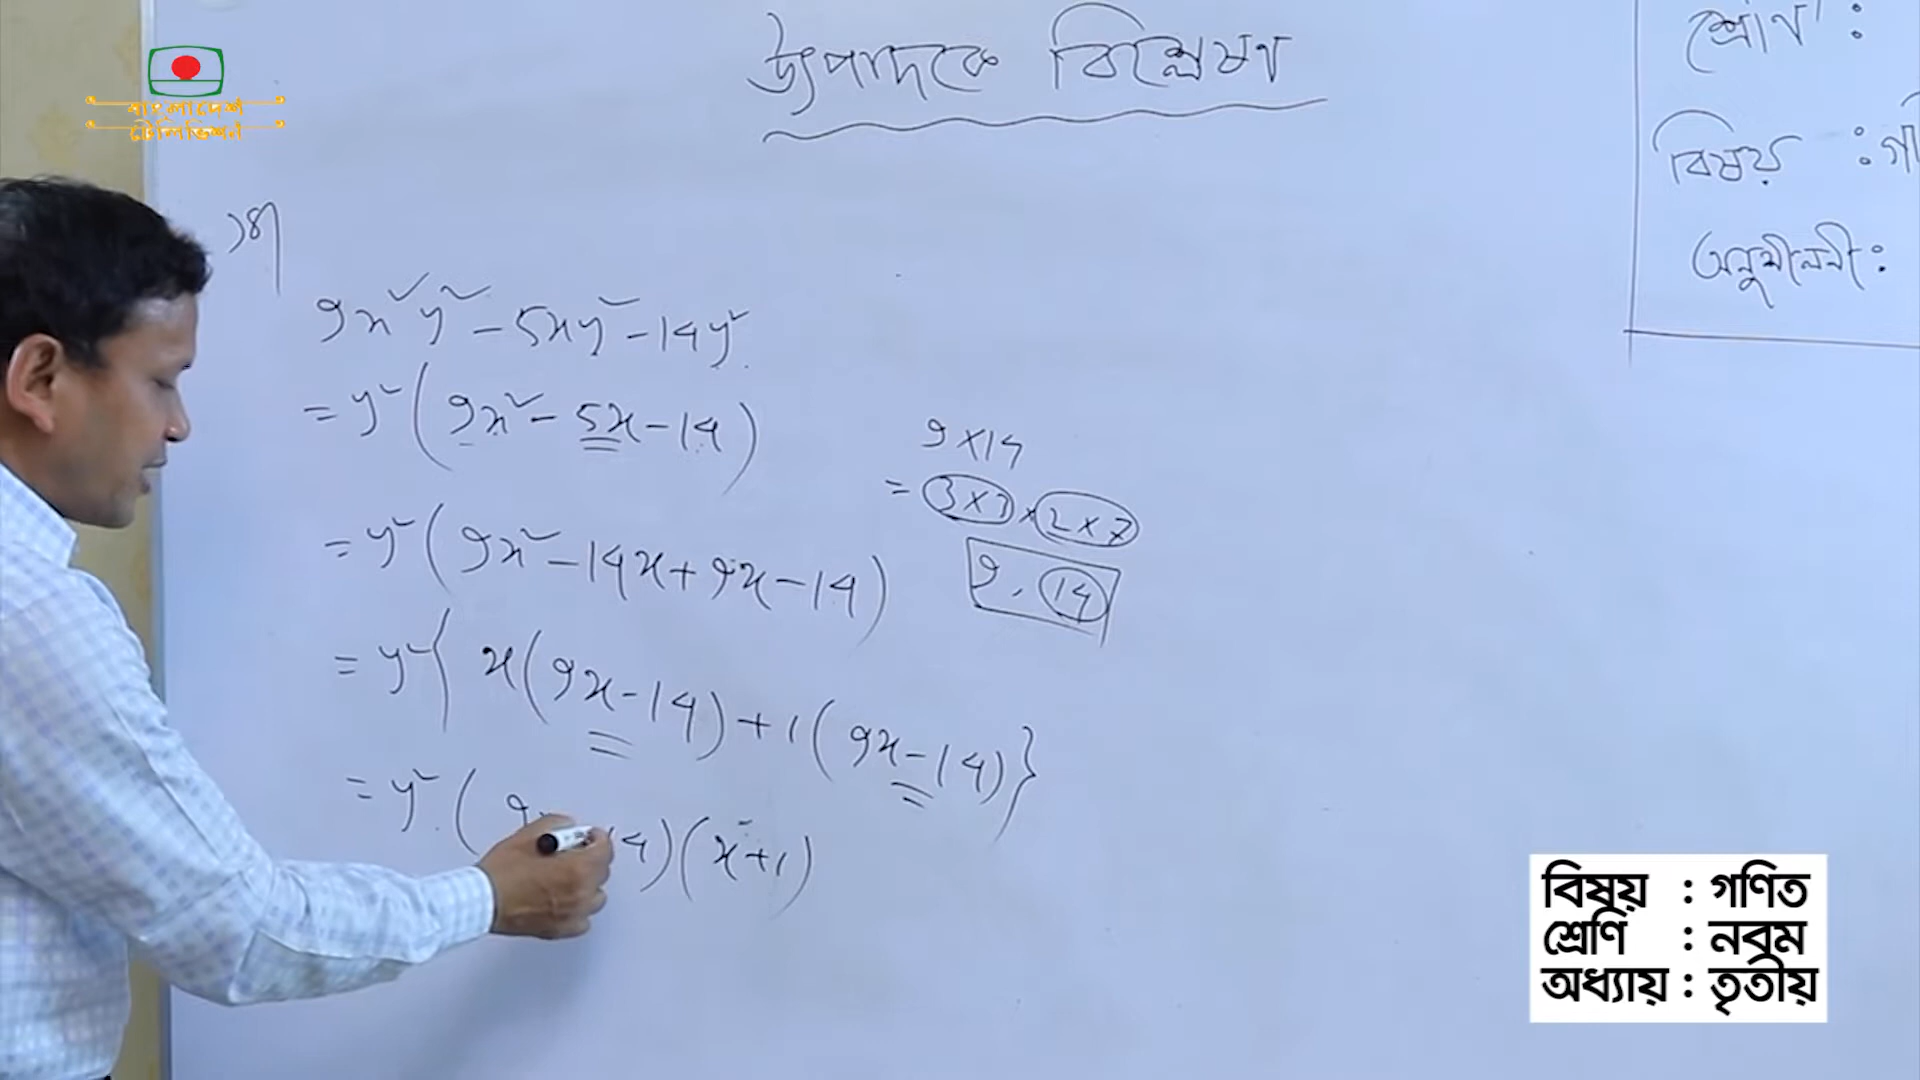 বাংলাদেশ
টেলিভিশন
উৎপাদকে বিশ্লেষণ
শ্রেণি :
বিষয় : গ
অনুশীলনী :
১৪৷
9x²y² - 5xy² - 14y²
= y² ( 9x² - 5x - 14 )
= y² ( 9x² - 14x + 9x - 14 )
= y² { x ( 9x - 14 ) + 1 ( 9x - 14 ) }
= y² ( 9x 14 ) ( x + 1 )
9 × 14
= 3 × 3 × 2 × 7
9 , 14
বিষয় : গণিত
শ্রেণি : নবম
অধ্যায় : তৃতীয়